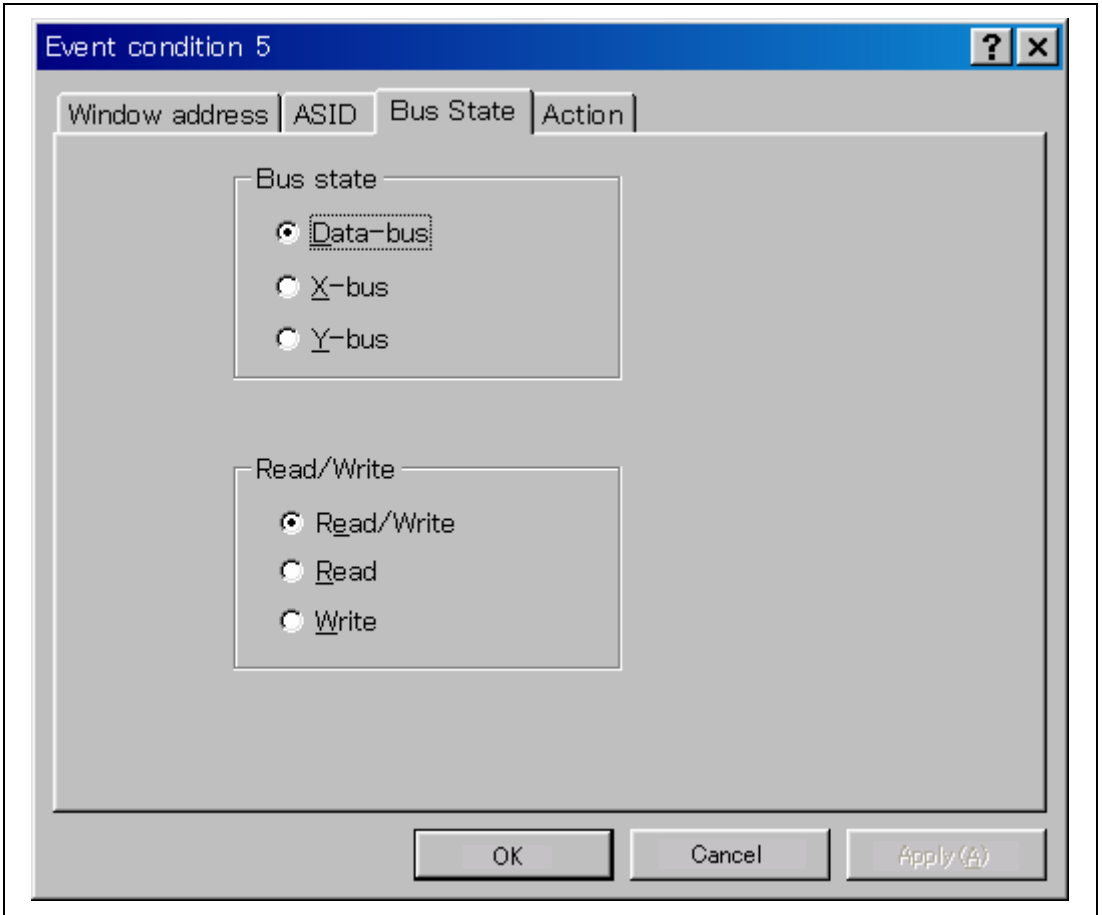 Event condition 5
Window address ASID Bus State Action
Bus state
Data-bus
X-bus
Y-bus
Read/Write
Read/Write
Read
Write
OK Cancel Apply(A)